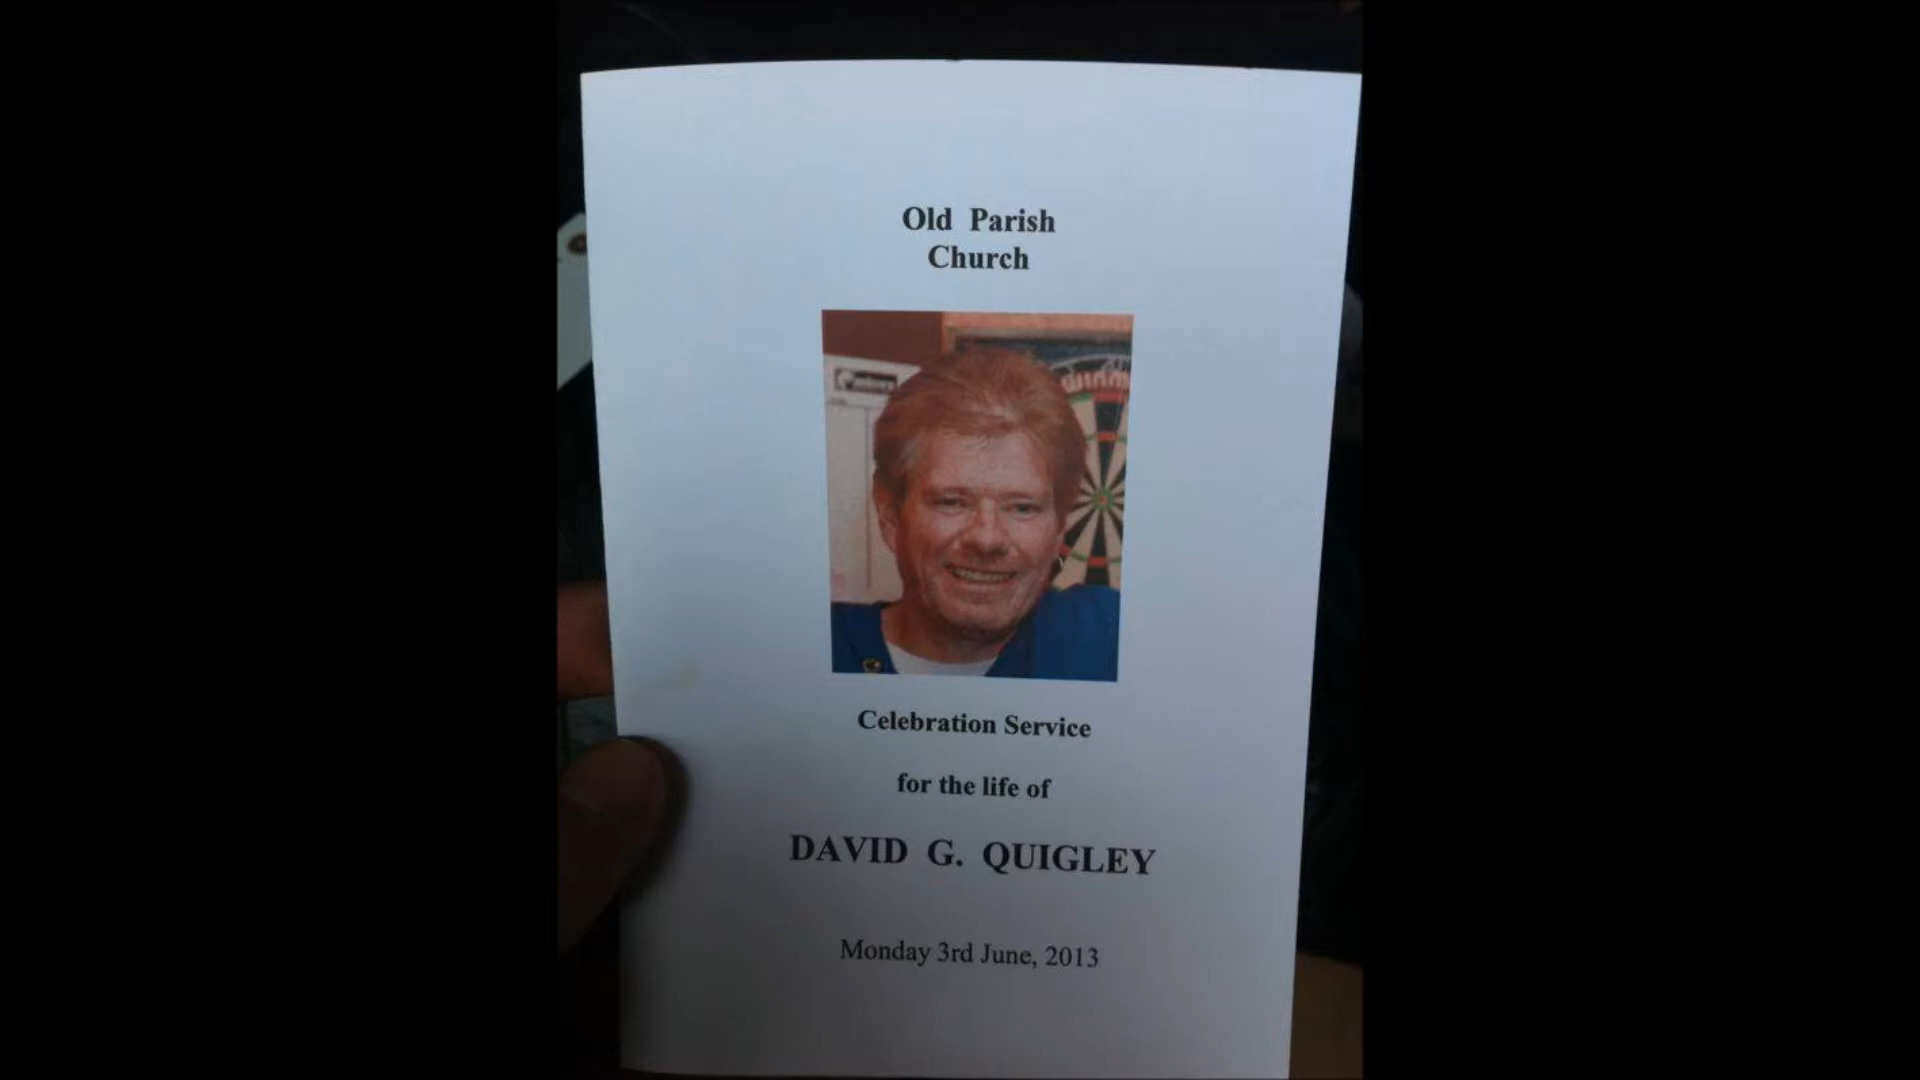 Old Parish
Church
Celebration Service
for the life of
DAVID G. QUIGLEY
Monday 3rd June, 2013